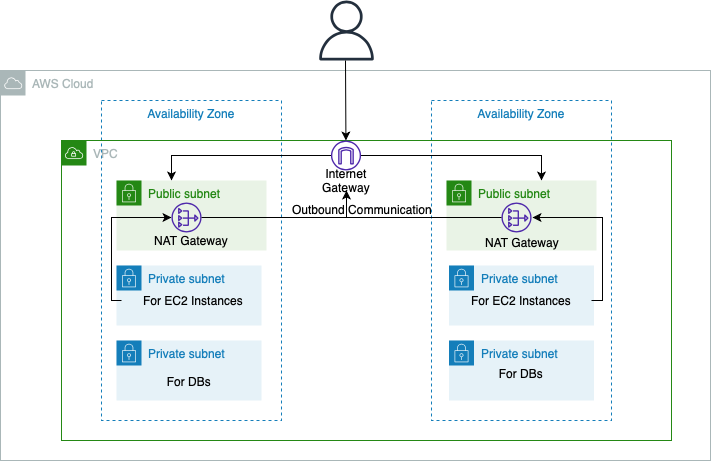 AWS Cloud
Availability Zone
Availability Zone
VPC
Internet
Gateway
Public subnet
Public subnet
Outbound Communication
NAT Gateway
NAT Gateway
Private subnet
Private subnet
For EC2 Instances
For EC2 Instances
Private subnet
Private subnet
For DBs
For DBs